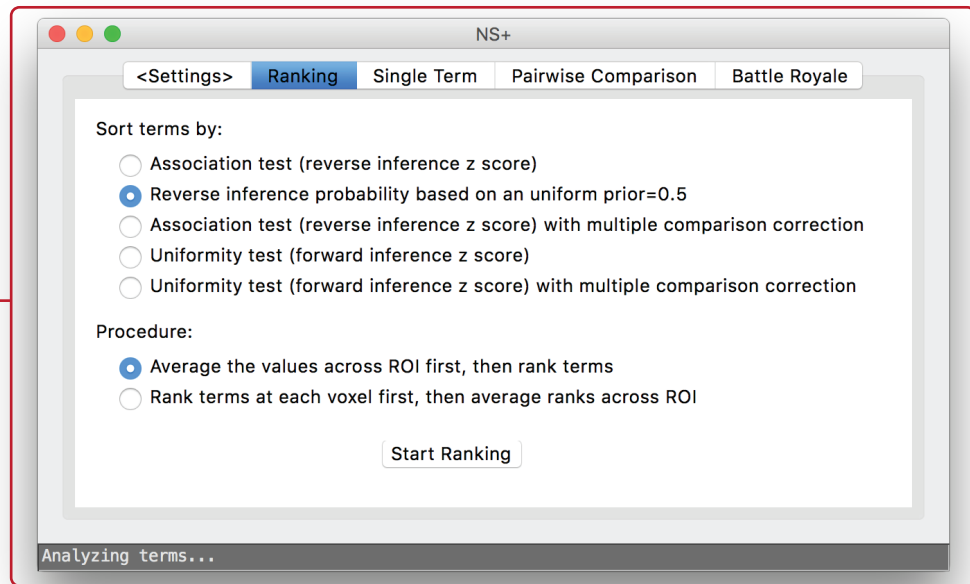 NS+
<Settings> Ranking Single Term Pairwise Comparison Battle Royale
Sort terms by:
Association test (reverse inference z score)
Reverse inference probability based on an uniform prior=0.5
Association test (reverse inference z score) with multiple comparison correction
Uniformity test (forward inference z score)
Uniformity test (forward inference z score) with multiple comparison correction
Procedure:
Average the values across ROI first, then rank terms
Rank terms at each voxel first, then average ranks across ROI
Start Ranking
Analyzing terms...